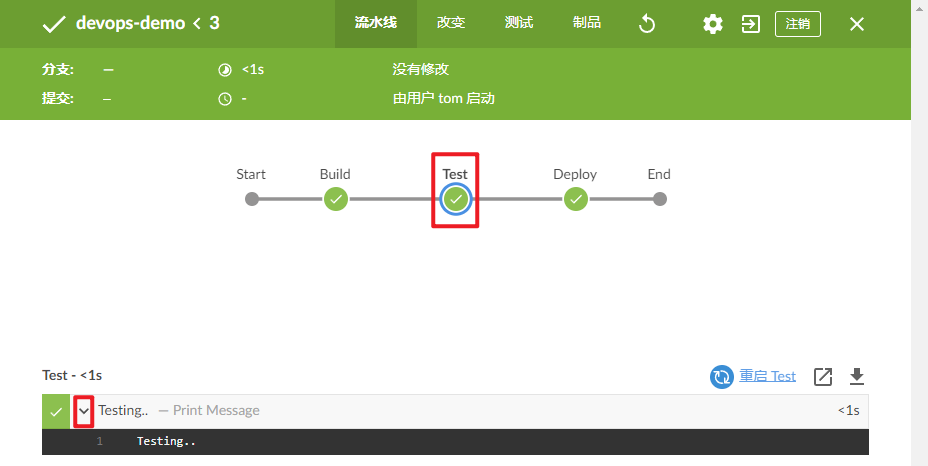 devops-demo < 3 流水线 改变 测试 制品 注销
分支: — <1s 没有修改
提交: – - 由用户 tom 启动
Start Build Test Deploy End
Test - <1s 重启 Test
Testing.. — Print Message <1s
1 Testing..